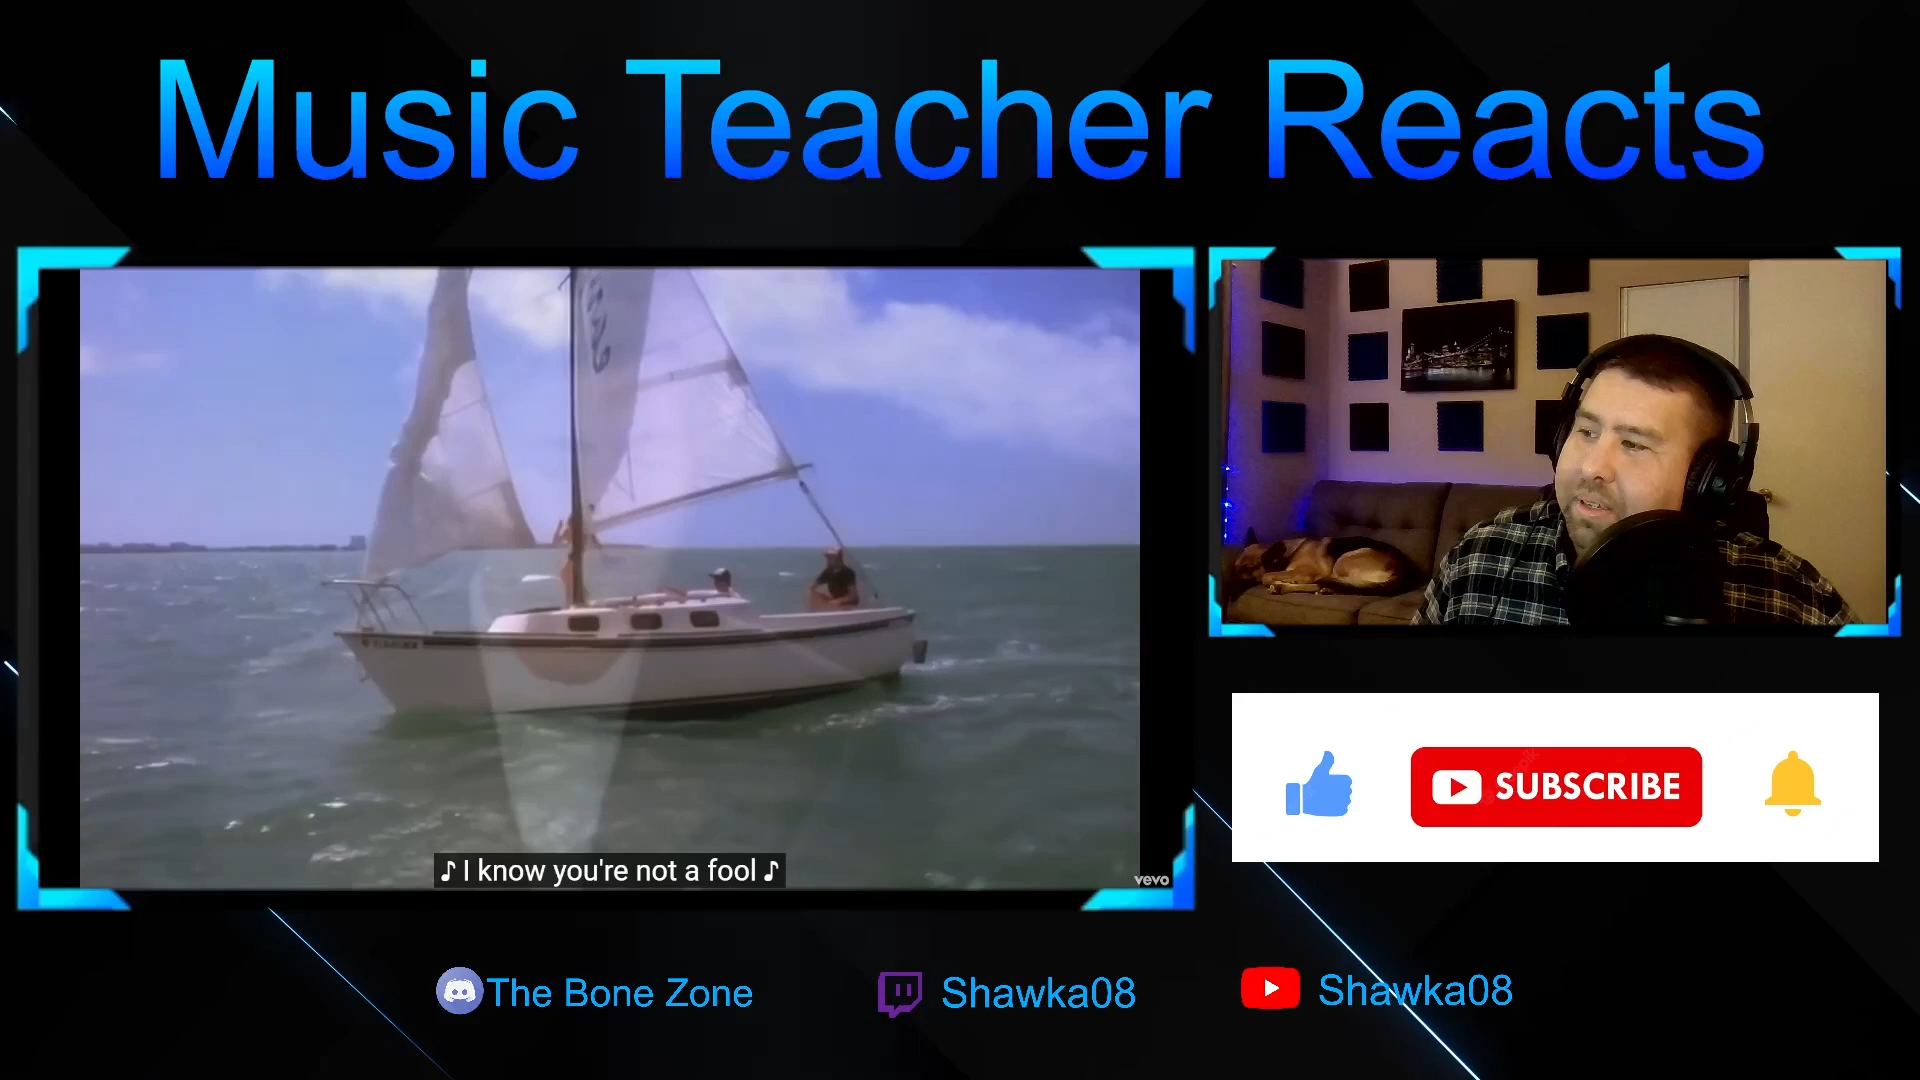 Music Teacher Reacts
♪ I know you're not a fool ♪
vevo
SUBSCRIBE
The Bone Zone
Shawka08
Shawka08